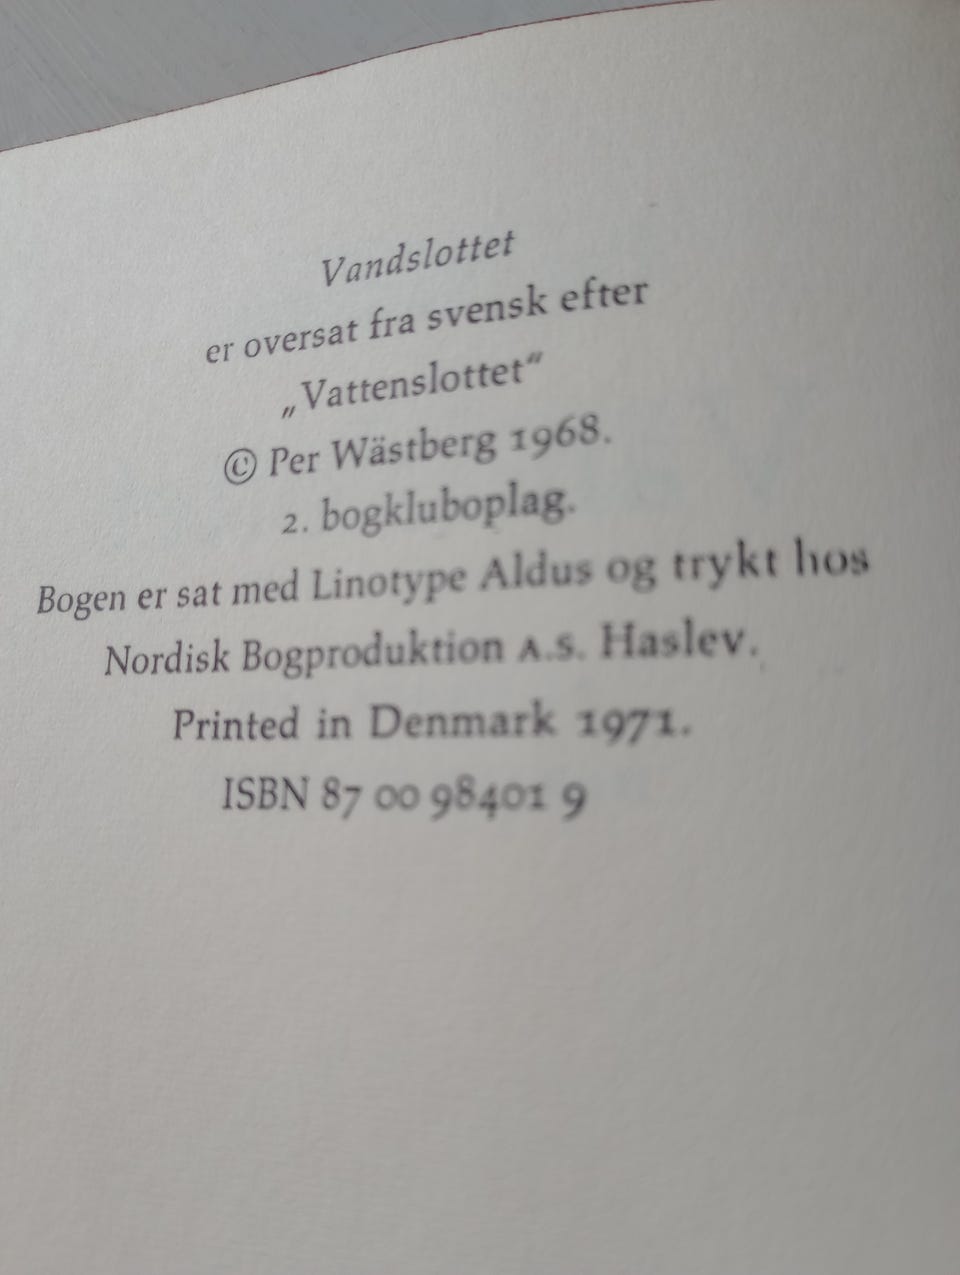 Vandslottet
er oversat fra svensk efter
„Vattenslottet“
© Per Wästberg 1968.
2. bogkluboplag.
Bogen er sat med Linotype Aldus og trykt hos
Nordisk Bogproduktion A.S. Haslev.
Printed in Denmark 1971.
ISBN 87 00 98401 9